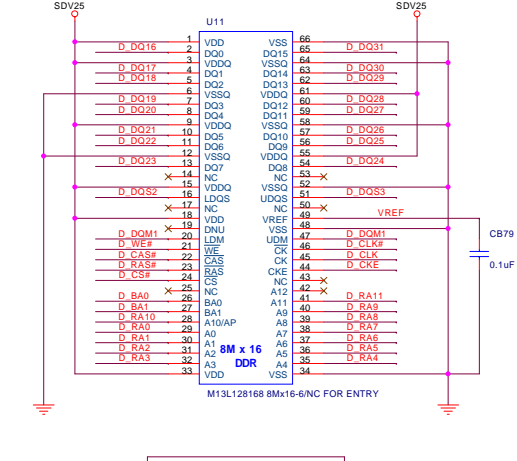 SDV25 SDV25
U11
1 VDD VSS 66
D_DQ16 2 DQ0 DQ15 65 D_DQ31
3 VDDQ VSSQ 64
D_DQ17 4 DQ1 DQ14 63 D_DQ30
D_DQ18 5 DQ2 DQ13 62 D_DQ29
6 VSSQ VDDQ 61
D_DQ19 7 DQ3 DQ12 60 D_DQ28
D_DQ20 8 DQ4 DQ11 59 D_DQ27
9 VDDQ VSSQ 58
D_DQ21 10 DQ5 DQ10 57 D_DQ26
D_DQ22 11 DQ6 DQ9 56 D_DQ25
12 VSSQ VDDQ 55
D_DQ23 13 DQ7 DQ8 54 D_DQ24
14 NC NC 53
15 VDDQ VSSQ 52
D_DQS2 16 LDQS UDQS 51 D_DQS3
17 NC NC 50
18 VDD VREF 49 VREF
19 DNU VSS 48
D_DQM1 20 LDM UDM 47 D_DQM1
D_WE# 21 WE CK 46 D_CLK#
D_CAS# 22 CAS CK 45 D_CLK
D_RAS# 23 RAS CKE 44 D_CKE
D_CS# 24 CS NC 43
25 NC A12 42
D_BA0 26 BA0 A11 41 D_RA11
D_BA1 27 BA1 A9 40 D_RA9
D_RA10 28 A10/AP A8 39 D_RA8
D_RA0 29 A0 A7 38 D_RA7
D_RA1 30 A1 A6 37 D_RA6
D_RA2 31 A2 A5 36 D_RA5
D_RA3 32 A3 A4 35 D_RA4
33 VDD VSS 34
8M x 16
DDR
CB79
0.1uF
M13L128168 8Mx16-6/NC FOR ENTRY